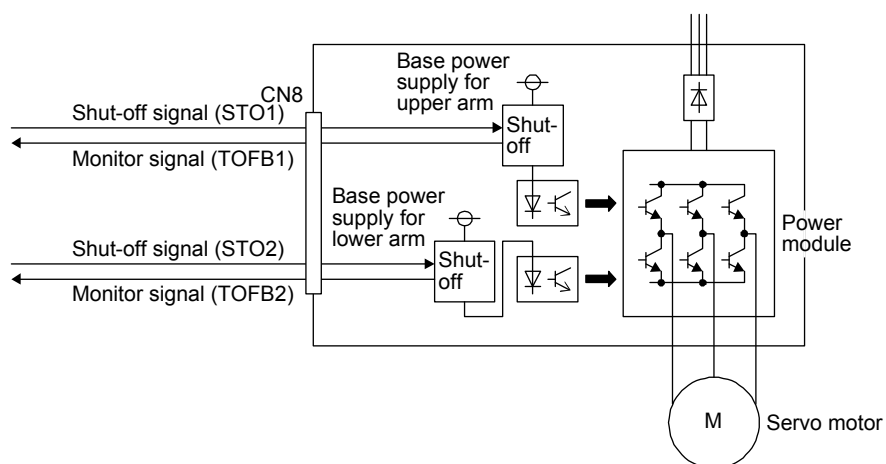 Base power
supply for
upper arm
CN8
Shut-off signal (STO1)
Shut-
off
Monitor signal (TOFB1)
Base power
supply for
lower arm
Power
module
Shut-off signal (STO2)
Shut-
off
Monitor signal (TOFB2)
M
Servo motor